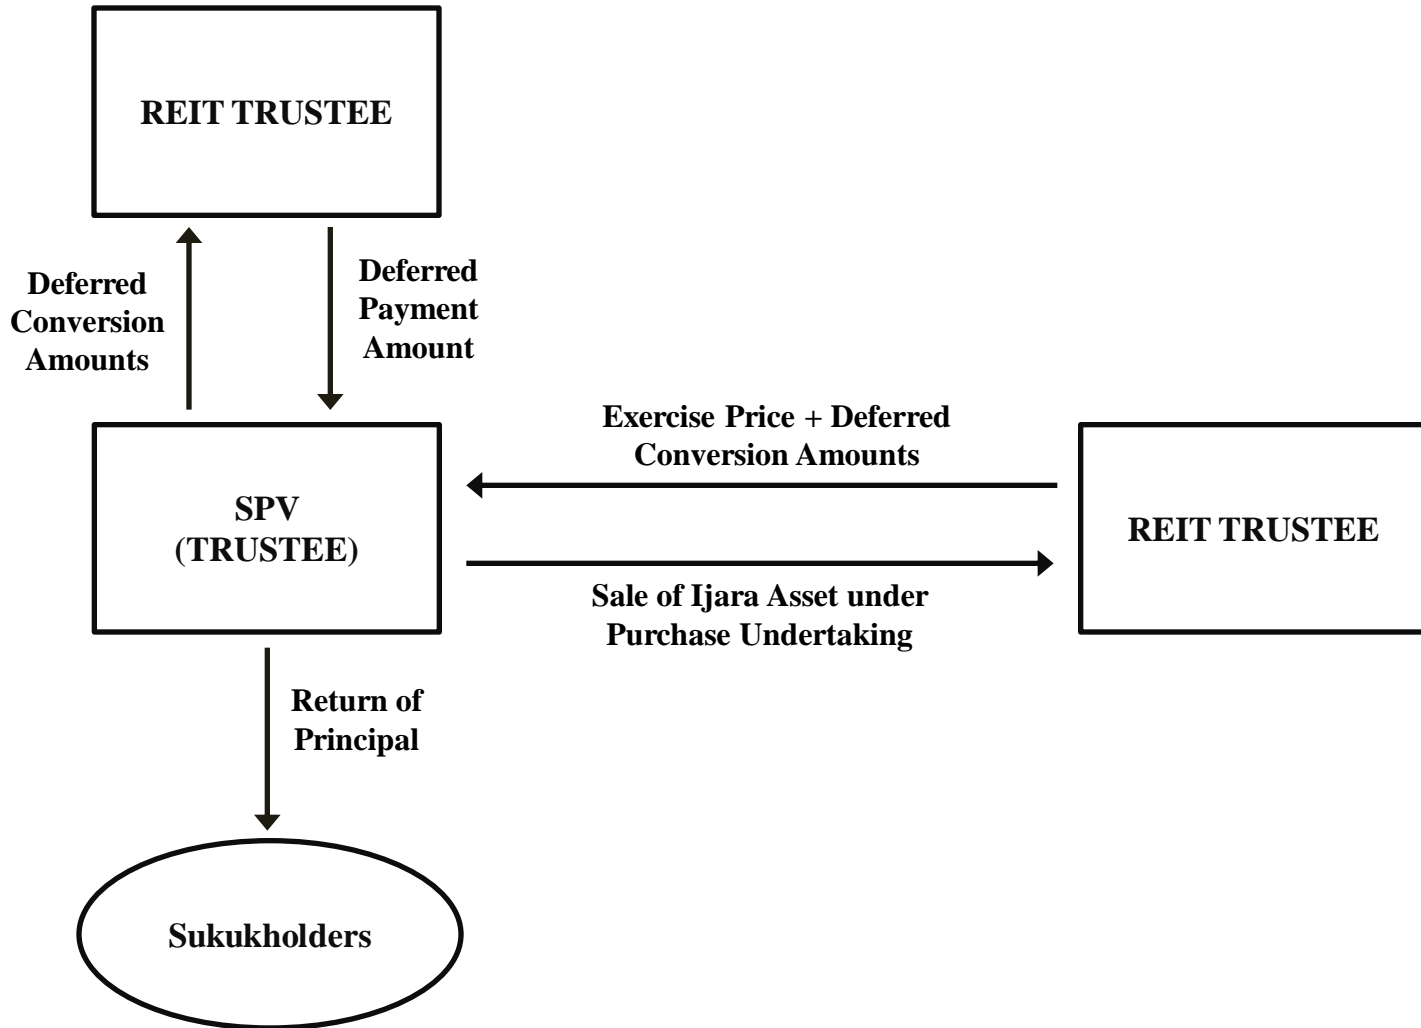 REIT TRUSTEE
Deferred
Conversion
Amounts
Deferred
Payment
Amount
Exercise Price + Deferred
Conversion Amounts
SPV
(TRUSTEE)
REIT TRUSTEE
Sale of Ijara Asset under
Purchase Undertaking
Return of
Principal
Sukukholders